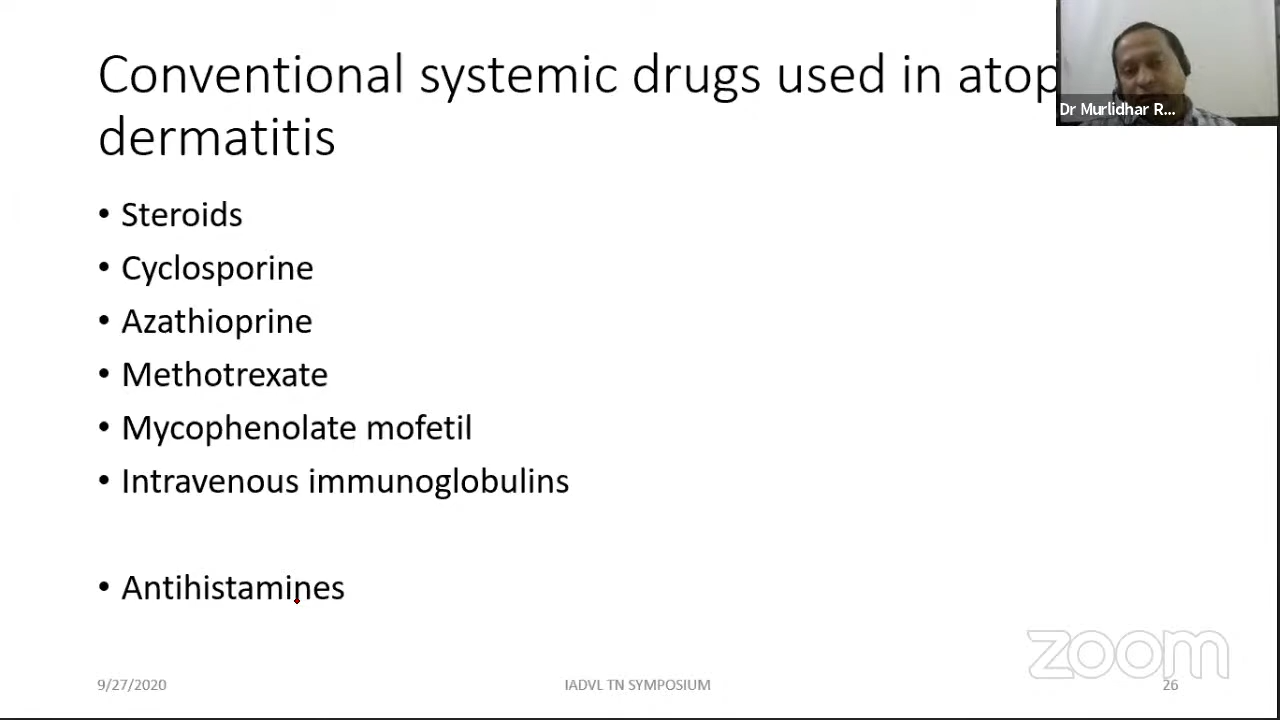 Conventional systemic drugs used in atop
dermatitis
Dr Murlidhar R...
• Steroids
• Cyclosporine
• Azathioprine
• Methotrexate
• Mycophenolate mofetil
• Intravenous immunoglobulins
• Antihistamines
zoom
9/27/2020
IADVL TN SYMPOSIUM
26